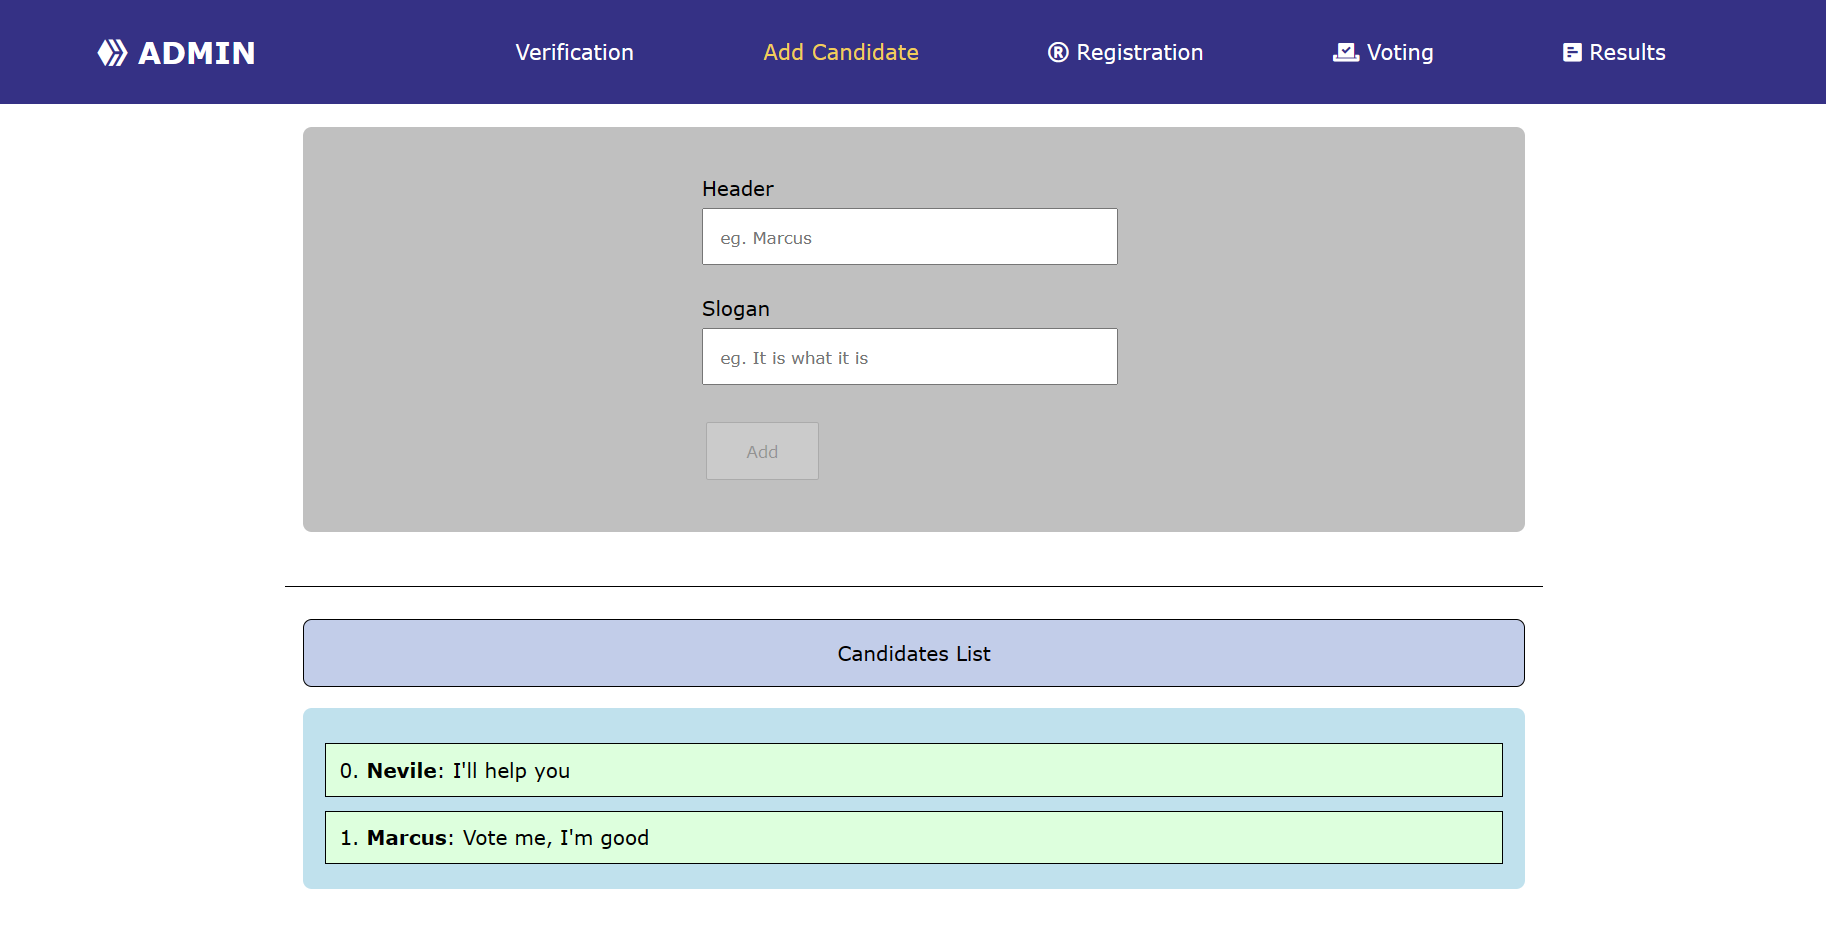 ADMIN
Verification
Add Candidate
Registration
Voting
Results
Header
eg. Marcus
Slogan
eg. It is what it is
Add
Candidates List
0. Nevile: I'll help you
1. Marcus: Vote me, I'm good